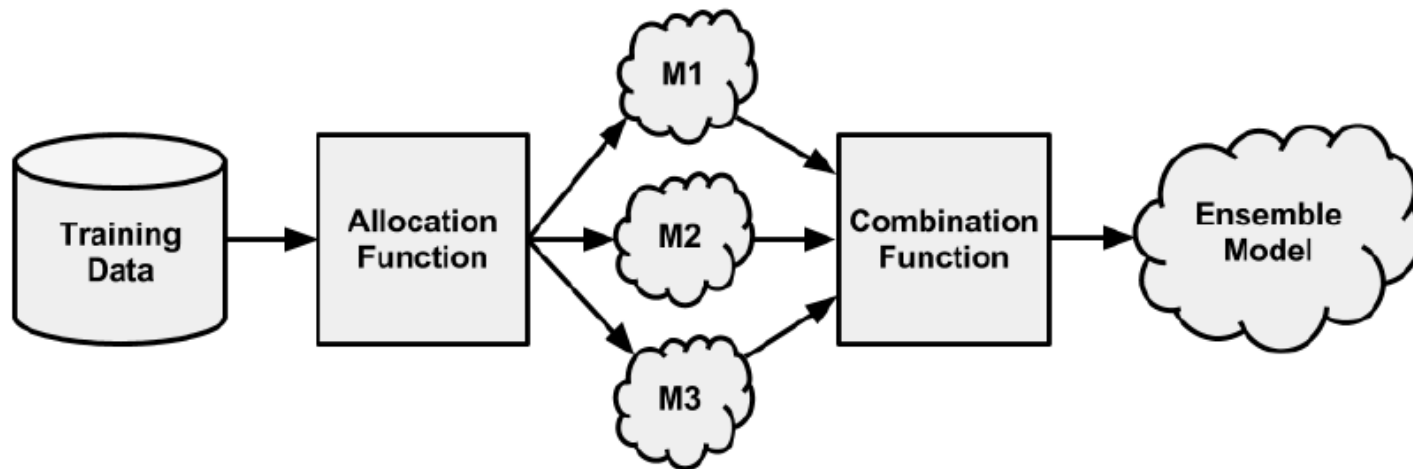 Training
Data
Allocation
Function
M1
M2
M3
Combination
Function
Ensemble
Model